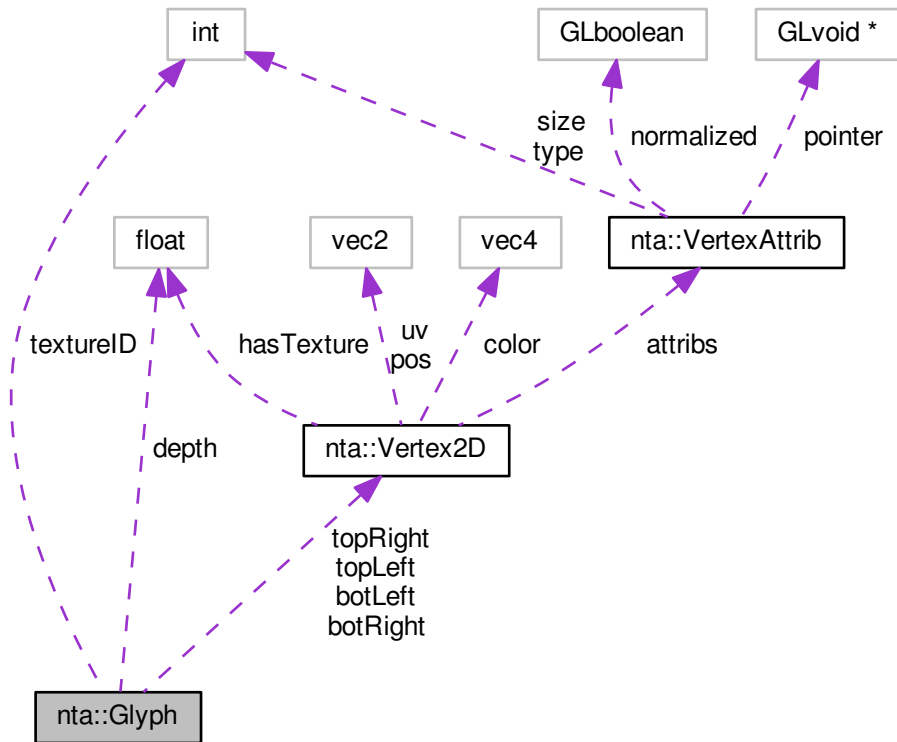 int
GLboolean
GLvoid *
size
type
normalized
pointer
float
vec2
vec4
nta::VertexAttrib
textureID
hasTexture
uv
pos
color
attribs
depth
nta::Vertex2D
topRight
topLeft
botLeft
botRight
nta::Glyph